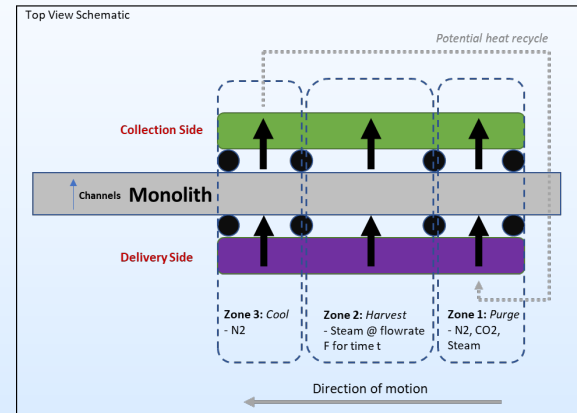 Top View Schematic
Potential heat recycle
Collection Side
Channels Monolith
Delivery Side
Zone 3: Cool
- N2
Zone 2: Harvest
- Steam @ flowrate
F for time t
Zone 1: Purge
- N2, CO2,
Steam
Direction of motion